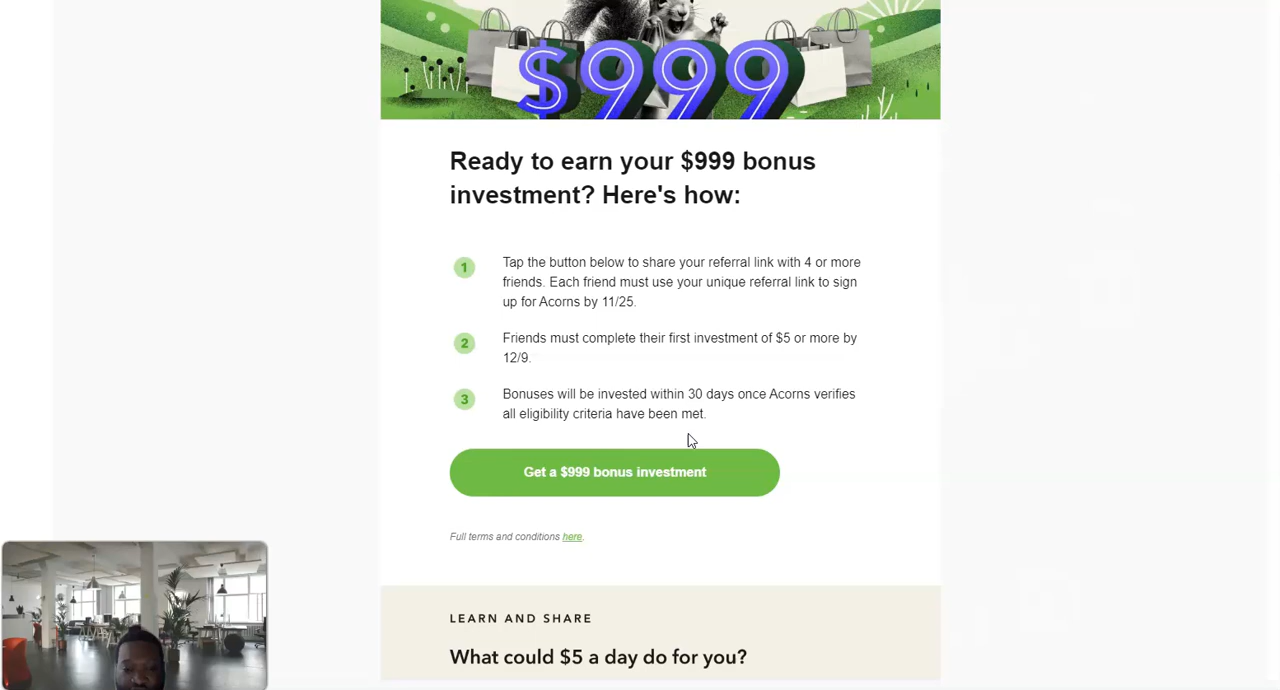 $999
Ready to earn your $999 bonus
investment? Here's how:
1
Tap the button below to share your referral link with 4 or more
friends. Each friend must use your unique referral link to sign
up for Acorns by 11/25.
2
Friends must complete their first investment of $5 or more by
12/9.
3
Bonuses will be invested within 30 days once Acorns verifies
all eligibility criteria have been met.
Get a $999 bonus investment
Full terms and conditions here.
LEARN AND SHARE
What could $5 a day do for you?